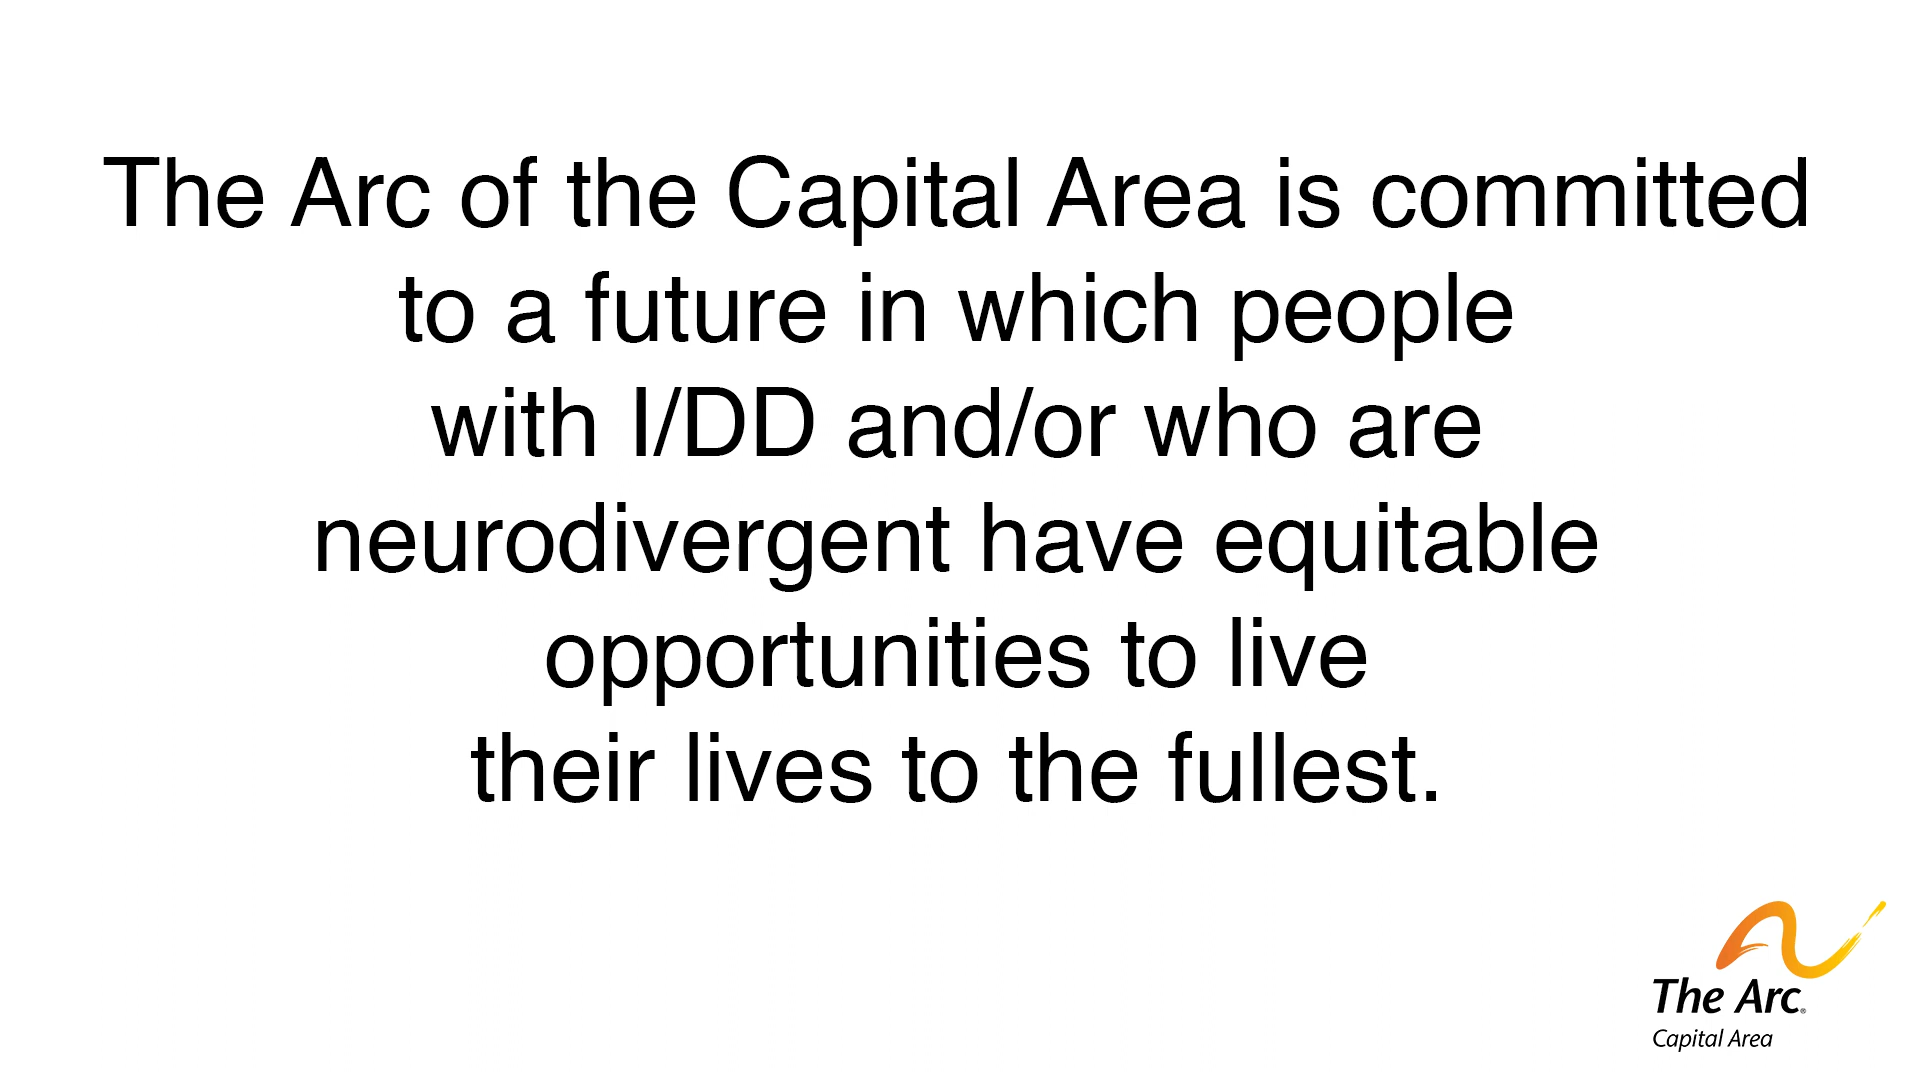 The Arc of the Capital Area is committed
to a future in which people
with I/DD and/or who are
neurodivergent have equitable
opportunities to live
their lives to the fullest.
The Arc®
Capital Area